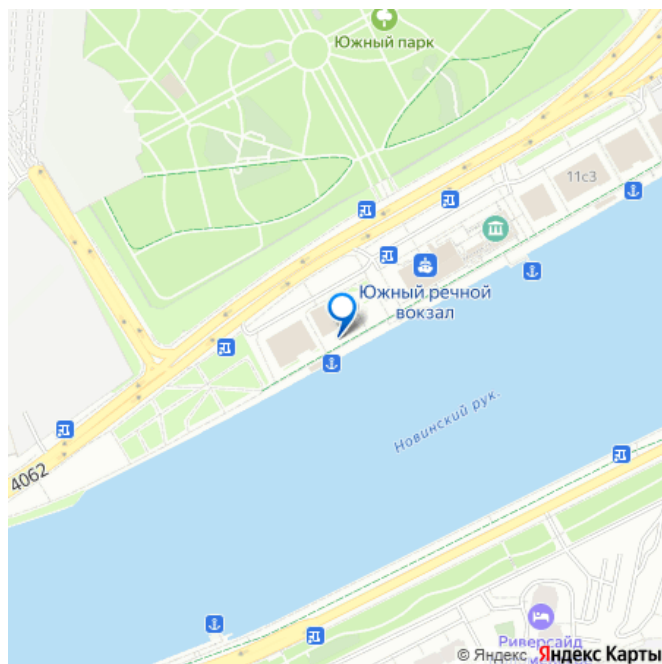 Южный парк
11с3
Южный речной
вокзал
Новинский рук.
4062
Риверсайд
© Яндекс Яндекс Карты